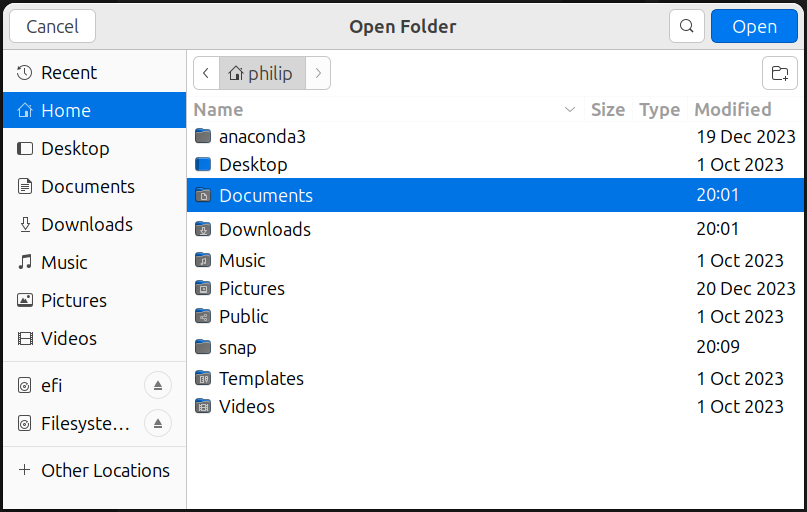 Cancel Open Folder Open
Recent
Home
Desktop
Documents
Downloads
Music
Pictures
Videos
efi
Filesyste...
Other Locations
philip
Name Size Type Modified
anaconda3 19 Dec 2023
Desktop 1 Oct 2023
Documents 20:01
Downloads 20:01
Music 1 Oct 2023
Pictures 20 Dec 2023
Public 1 Oct 2023
snap 20:09
Templates 1 Oct 2023
Videos 1 Oct 2023